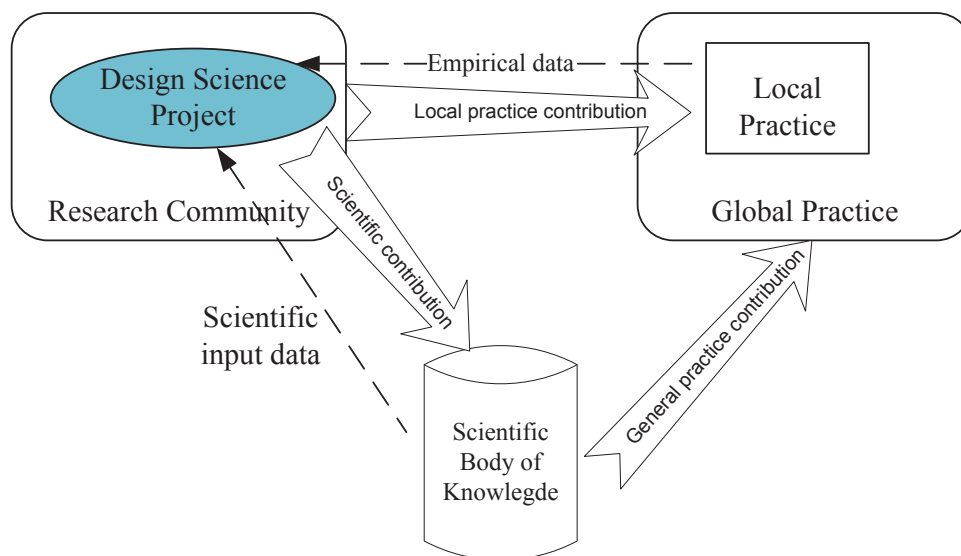 Design Science
Project
Research Community
Empirical data
Local practice contribution
Local
Practice
Global Practice
Scientific contribution
Scientific
input data
General practice contribution
Scientific
Body of
Knowlegde